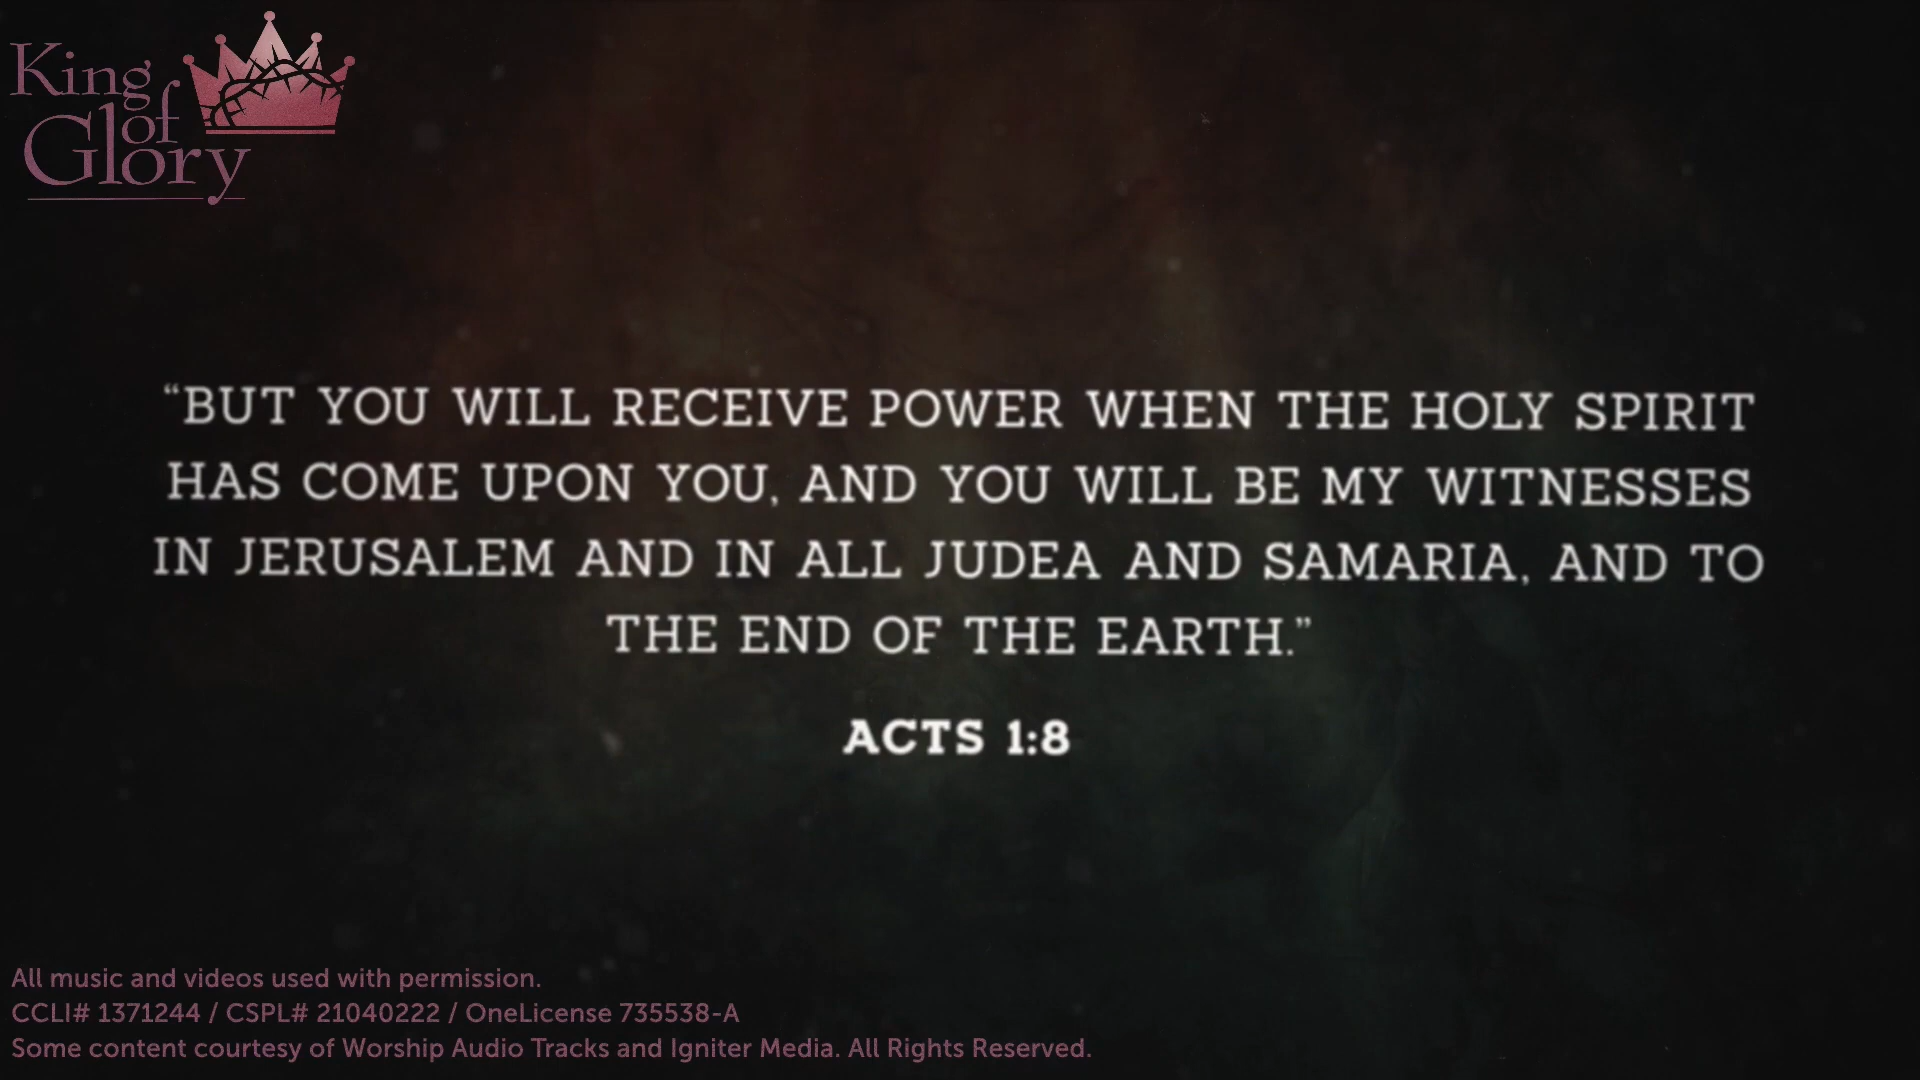 King
of
Glory
“BUT YOU WILL RECEIVE POWER WHEN THE HOLY SPIRIT
HAS COME UPON YOU, AND YOU WILL BE MY WITNESSES
IN JERUSALEM AND IN ALL JUDEA AND SAMARIA, AND TO
THE END OF THE EARTH.”
ACTS 1:8
All music and videos used with permission.
CCLI# 1371244 / CSPL# 21040222 / OneLicense 735538-A
Some content courtesy of Worship Audio Tracks and Igniter Media. All Rights Reserved.